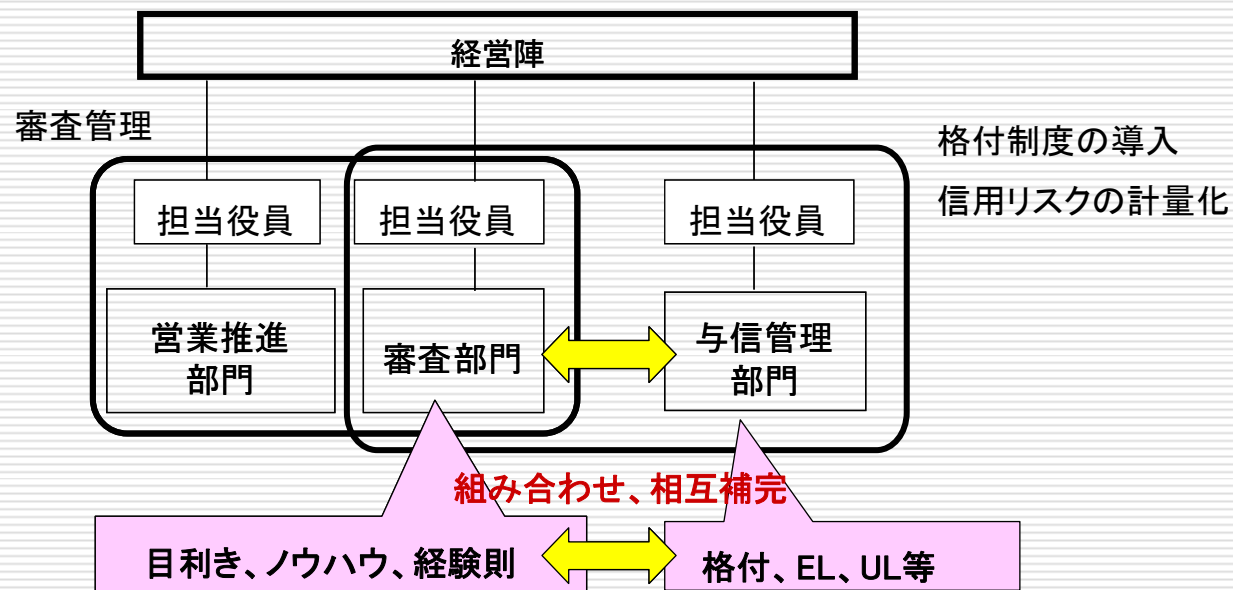 経営陣
審査管理
格付制度の導入
信用リスクの計量化
担当役員
担当役員
担当役員
営業推進
部門
審査部門
与信管理
部門
組み合わせ、相互補完
目利き、ノウハウ、経験則
格付、EL、UL等